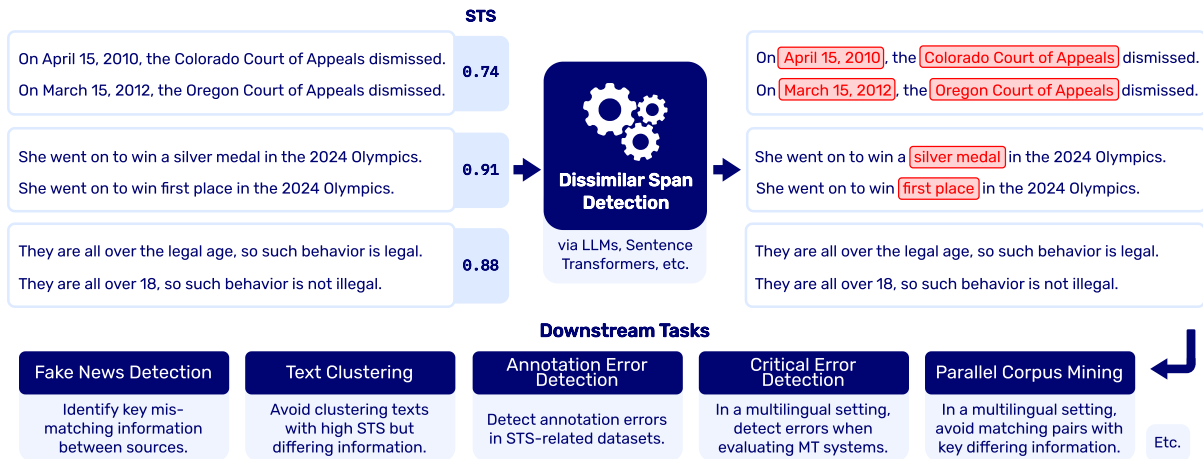 STS
On April 15, 2010, the Colorado Court of Appeals dismissed.
On March 15, 2012, the Oregon Court of Appeals dismissed.
0.74
She went on to win a silver medal in the 2024 Olympics.
She went on to win first place in the 2024 Olympics.
0.91
They are all over the legal age, so such behavior is legal.
They are all over 18, so such behavior is not illegal.
0.88
Dissimilar Span
Detection
via LLMs, Sentence
Transformers, etc.
On April 15, 2010, the Colorado Court of Appeals dismissed.
On March 15, 2012, the Oregon Court of Appeals dismissed.
She went on to win a silver medal in the 2024 Olympics.
She went on to win first place in the 2024 Olympics.
They are all over the legal age, so such behavior is legal.
They are all over 18, so such behavior is not illegal.
Downstream Tasks
Fake News Detection
Identify key mis-
matching information
between sources.
Text Clustering
Avoid clustering texts
with high STS but
differing information.
Annotation Error
Detection
Detect annotation errors
in STS-related datasets.
Critical Error
Detection
In a multilingual setting,
detect errors when
evaluating MT systems.
Parallel Corpus Mining
In a multilingual setting,
avoid matching pairs with
key differing information.
Etc.